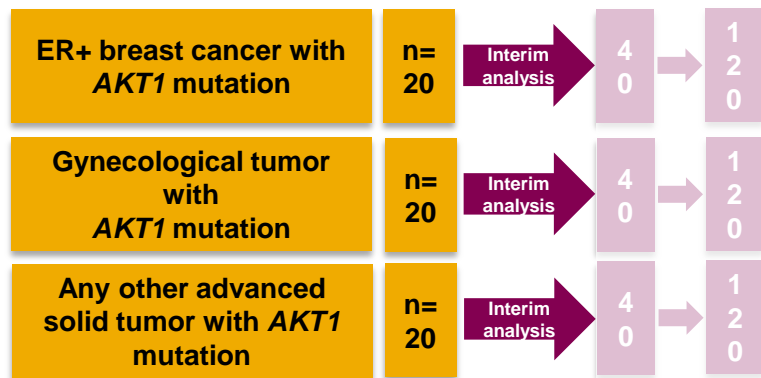 ER+ breast cancer with
AKT1 mutation
n=
20
Interim
analysis
4
0
1
2
0
Gynecological tumor
with
AKT1 mutation
n=
20
Interim
analysis
4
0
1
2
0
Any other advanced
solid tumor with AKT1
mutation
n=
20
Interim
analysis
4
0
1
2
0